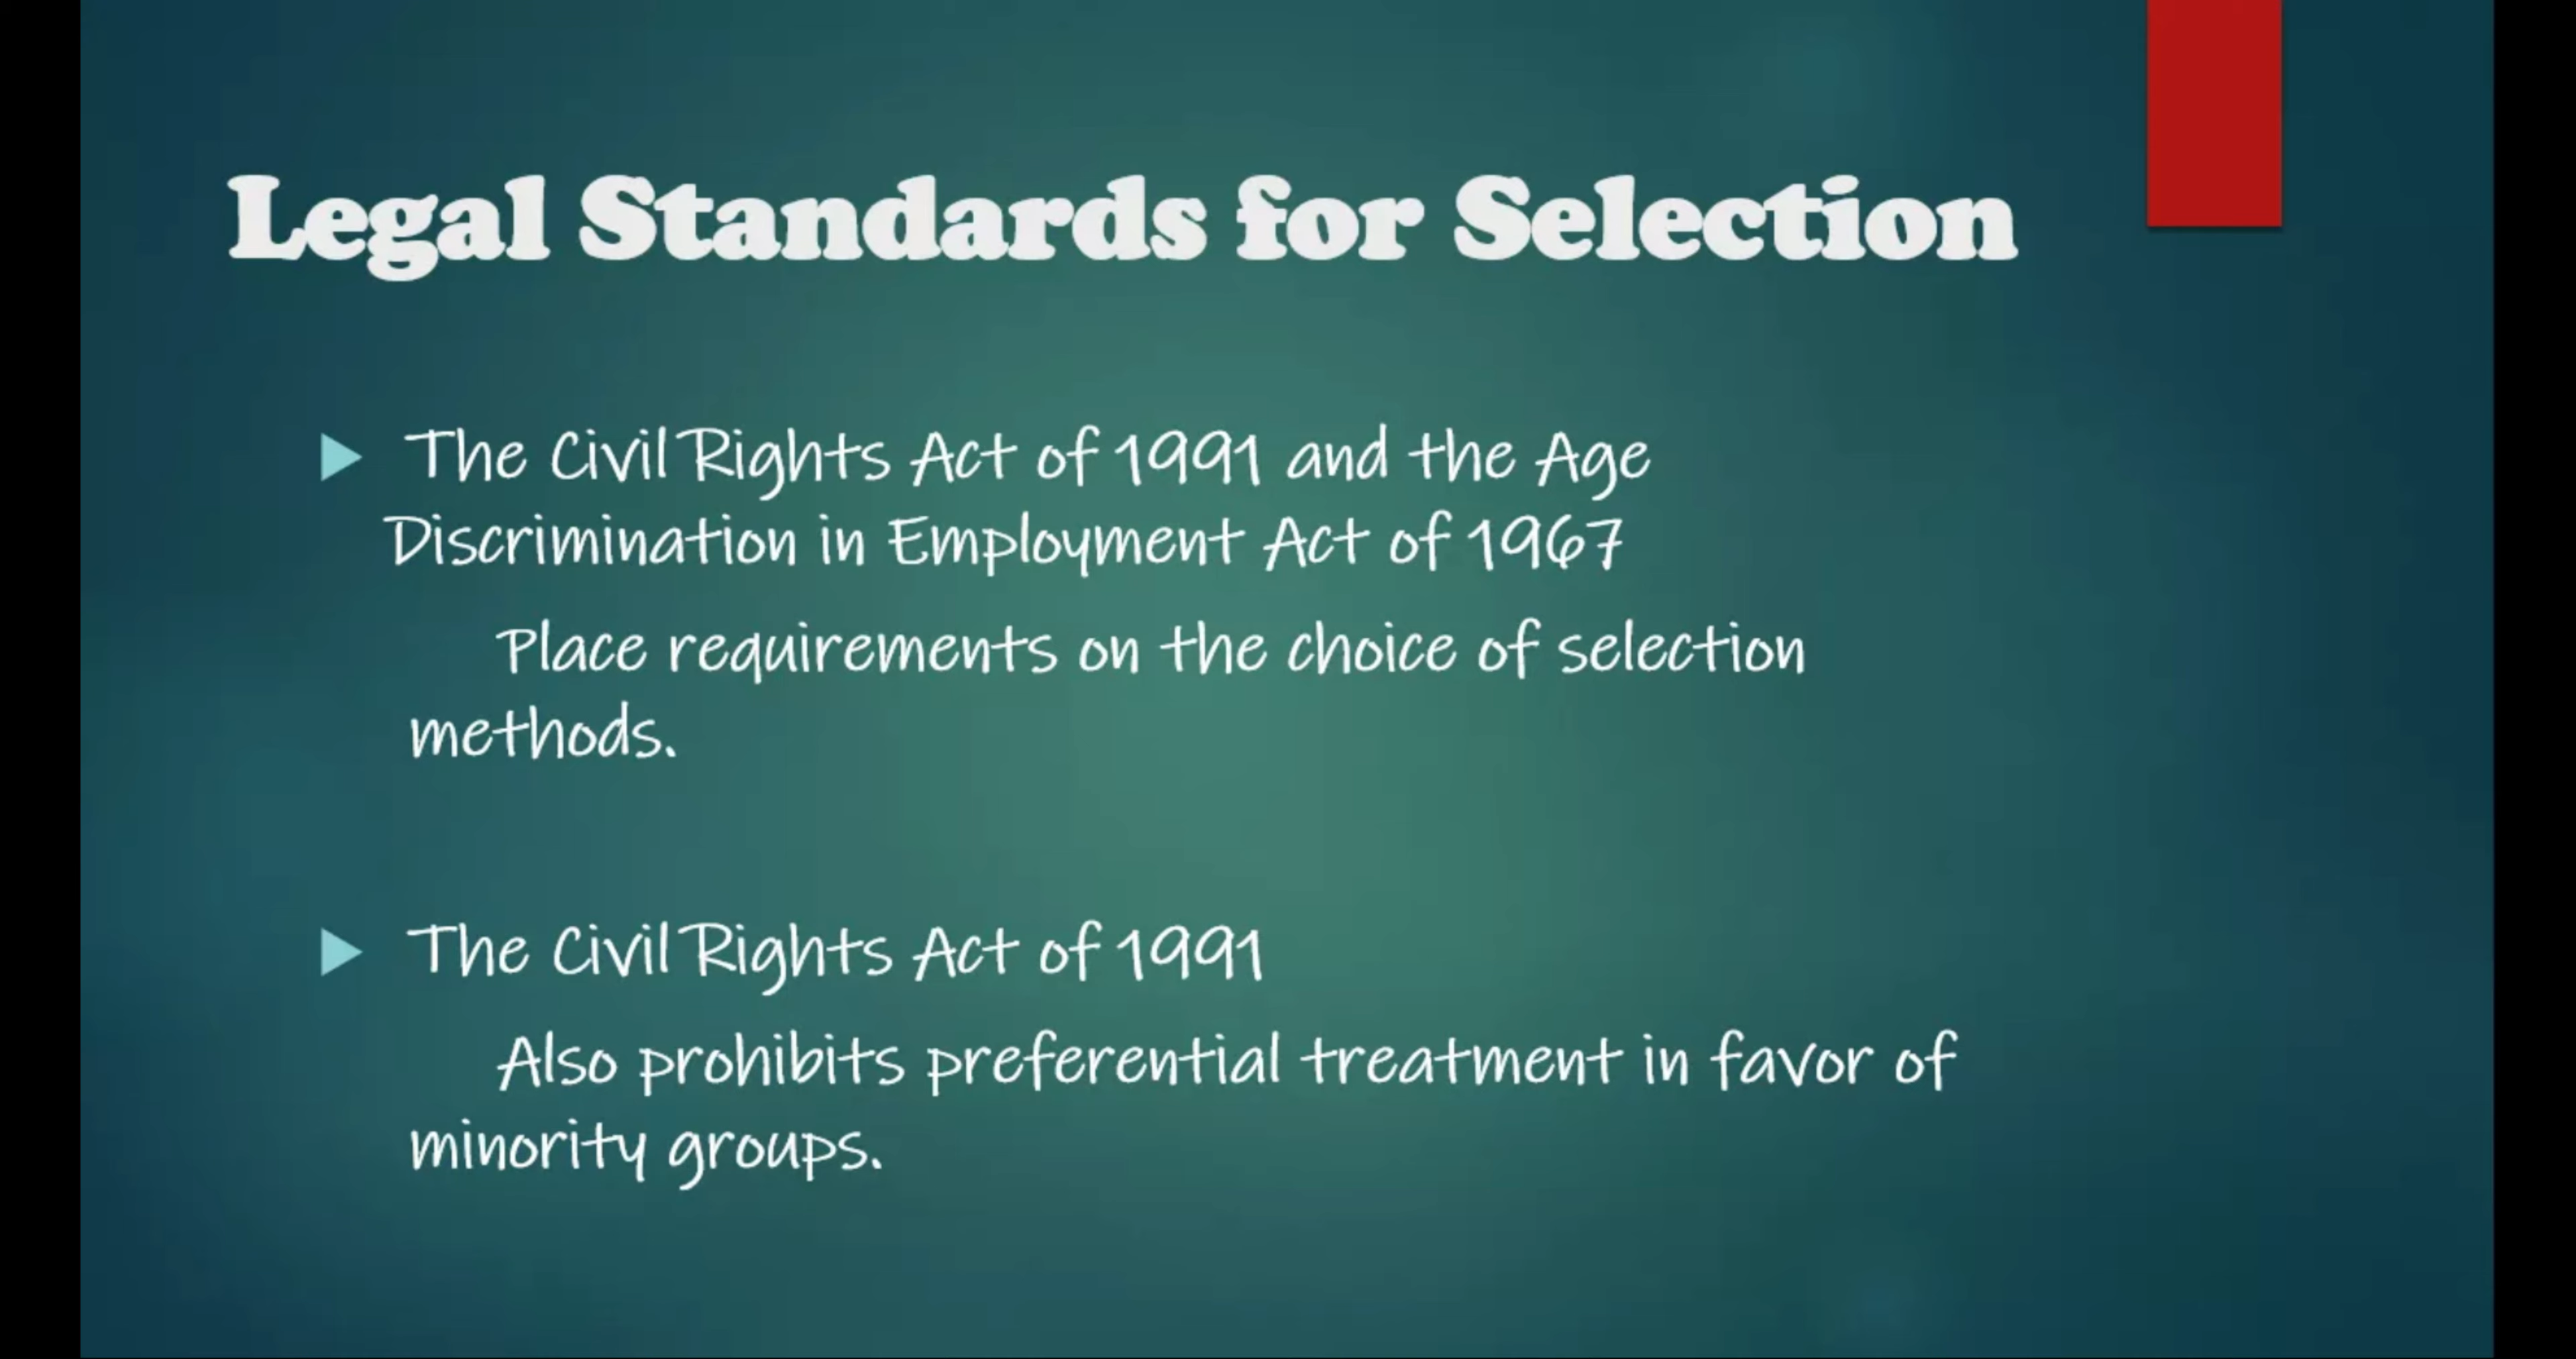 Legal Standards for Selection
The Civil Rights Act of 1991 and the Age
Discrimination in Employment Act of 1967
Place requirements on the choice of selection
methods.
The Civil Rights Act of 1991
Also prohibits preferential treatment in favor of
minority groups.